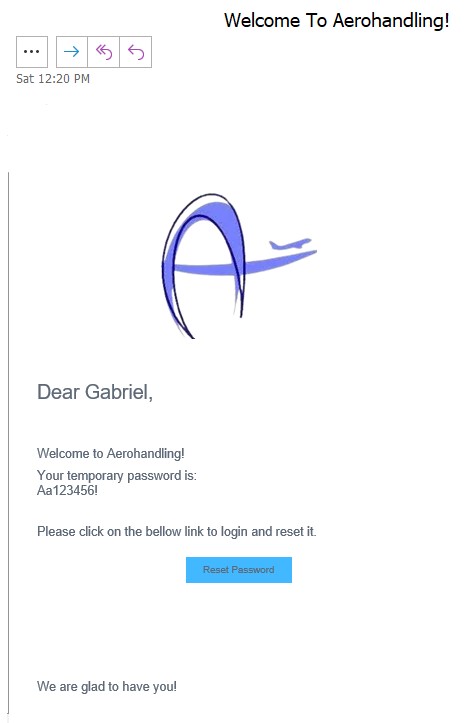 Welcome To Aerohandling!
Sat 12:20 PM
Dear Gabriel,
Welcome to Aerohandling!
Your temporary password is:
Aa123456!
Please click on the bellow link to login and reset it.
Reset Password
We are glad to have you!